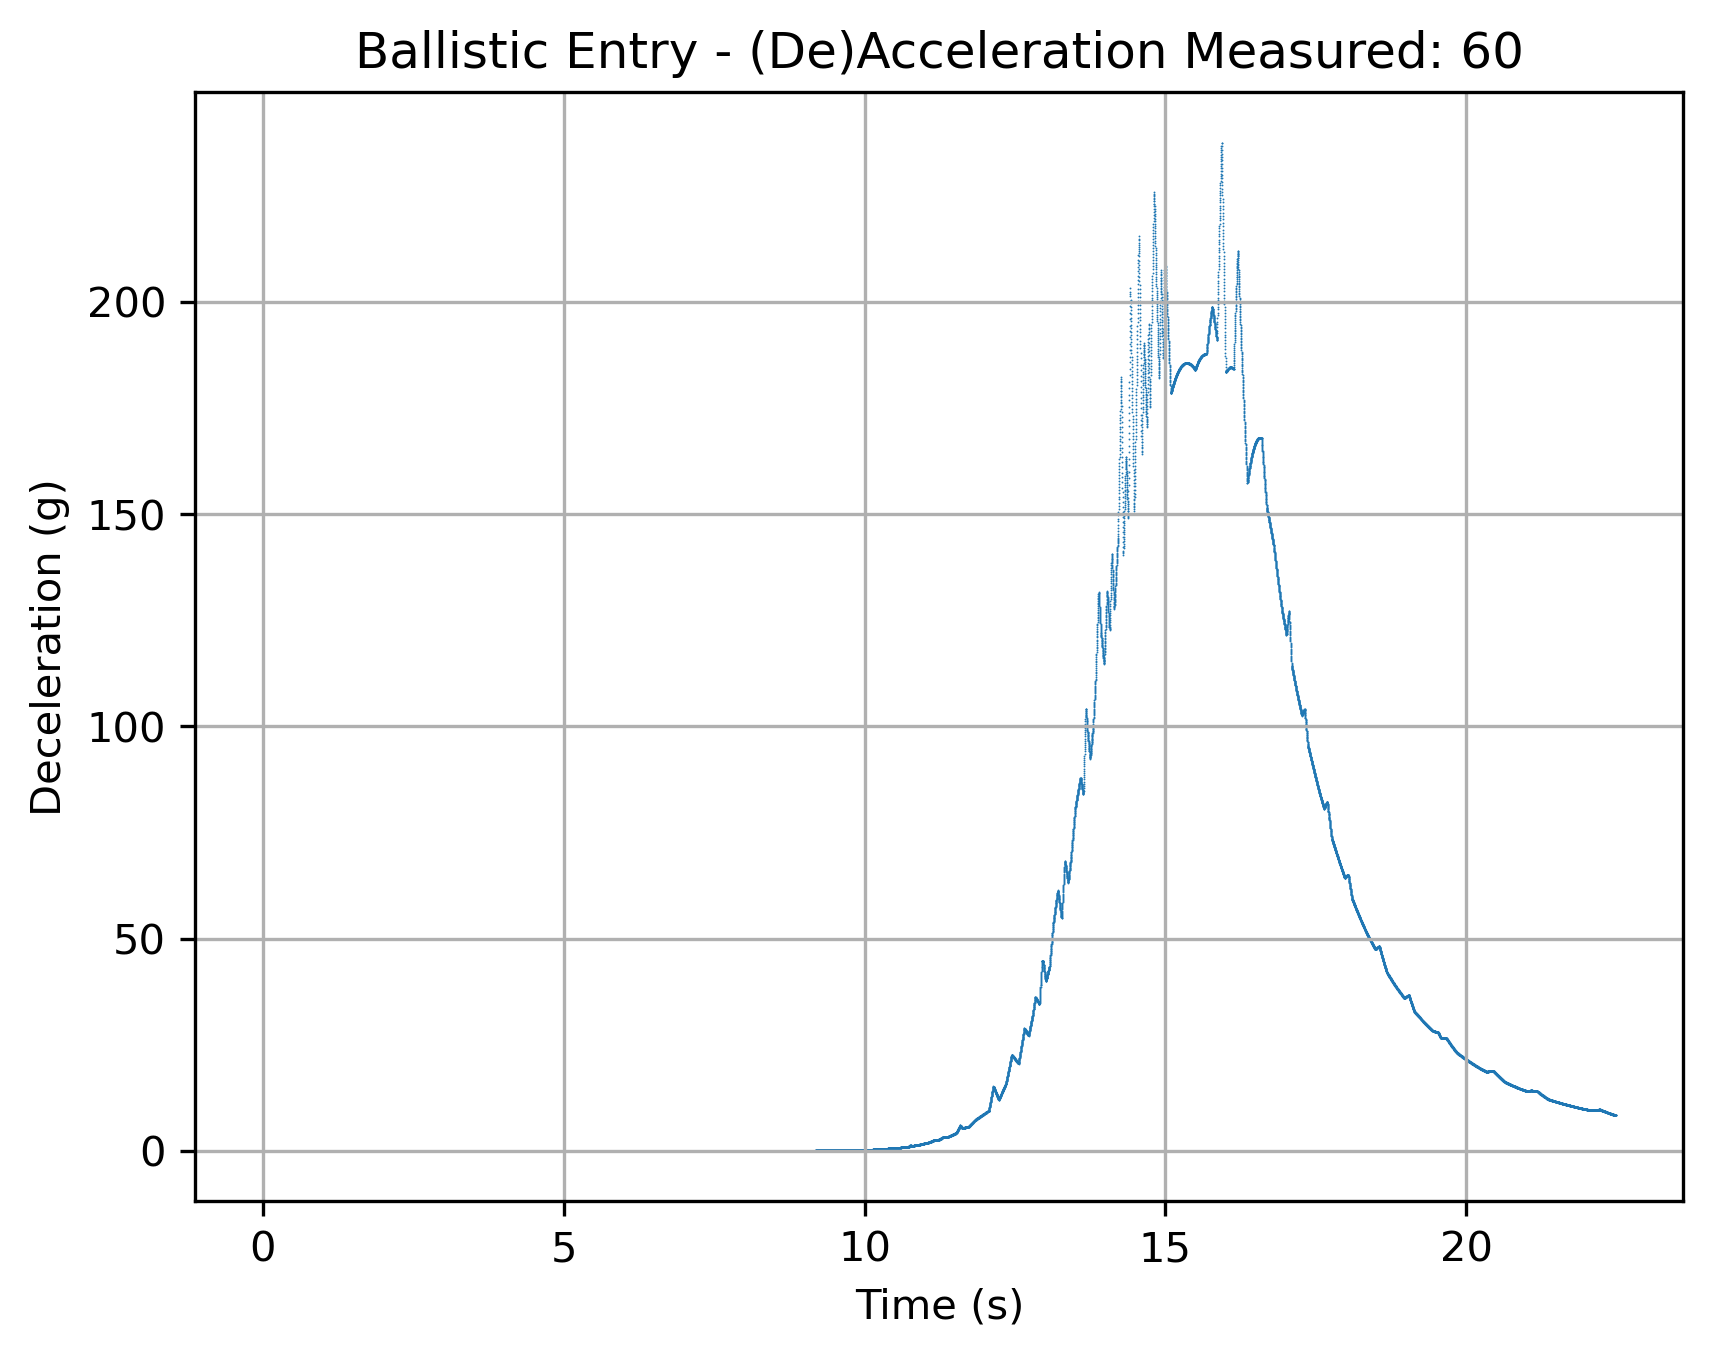 Ballistic Entry - (De)Acceleration Measured: 60
Deceleration (g)
200
150
100
50
0
0 5 10 15 20
Time (s)